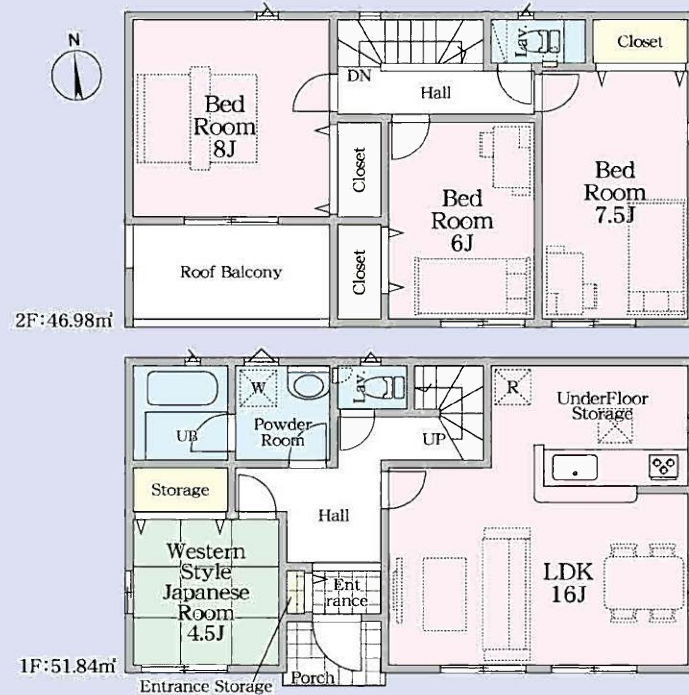 N
Bed
Room
8J
DN
Hall
Lav.
Closet
Closet
Bed
Room
6J
Bed
Room
7.5J
Roof Balcony
Closet
2F:46.98㎡
UB
W
Powder
Room
Lav.
UP
R
UnderFloor
Storage
Storage
Hall
Western
Style
Japanese
Room
4.5J
Ent
rance
LDK
16J
1F:51.84㎡
Entrance Storage
Porch